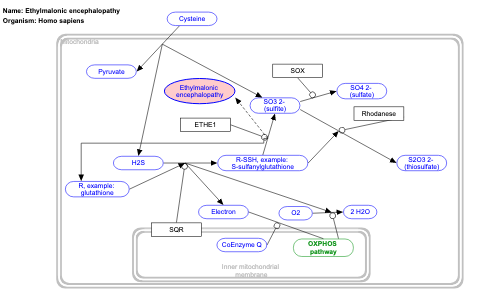 Name: Ethylmalonic encephalopathy
Organism: Homo sapiens
Cysteine
Mitochondria
Pyruvate
SOX
Ethylmalonic
encephalopathy
SO4 2-
(sulfate)
SO3 2-
(sulfite)
Rhodanese
ETHE1
H2S
R-SSH, example:
S-sulfanylglutathione
S2O3 2-
(thiosulfate)
R, example:
glutathione
Electron
O2
2 H2O
SQR
CoEnzyme Q
OXPHOS
pathway
Inner mitochondrial
membrane